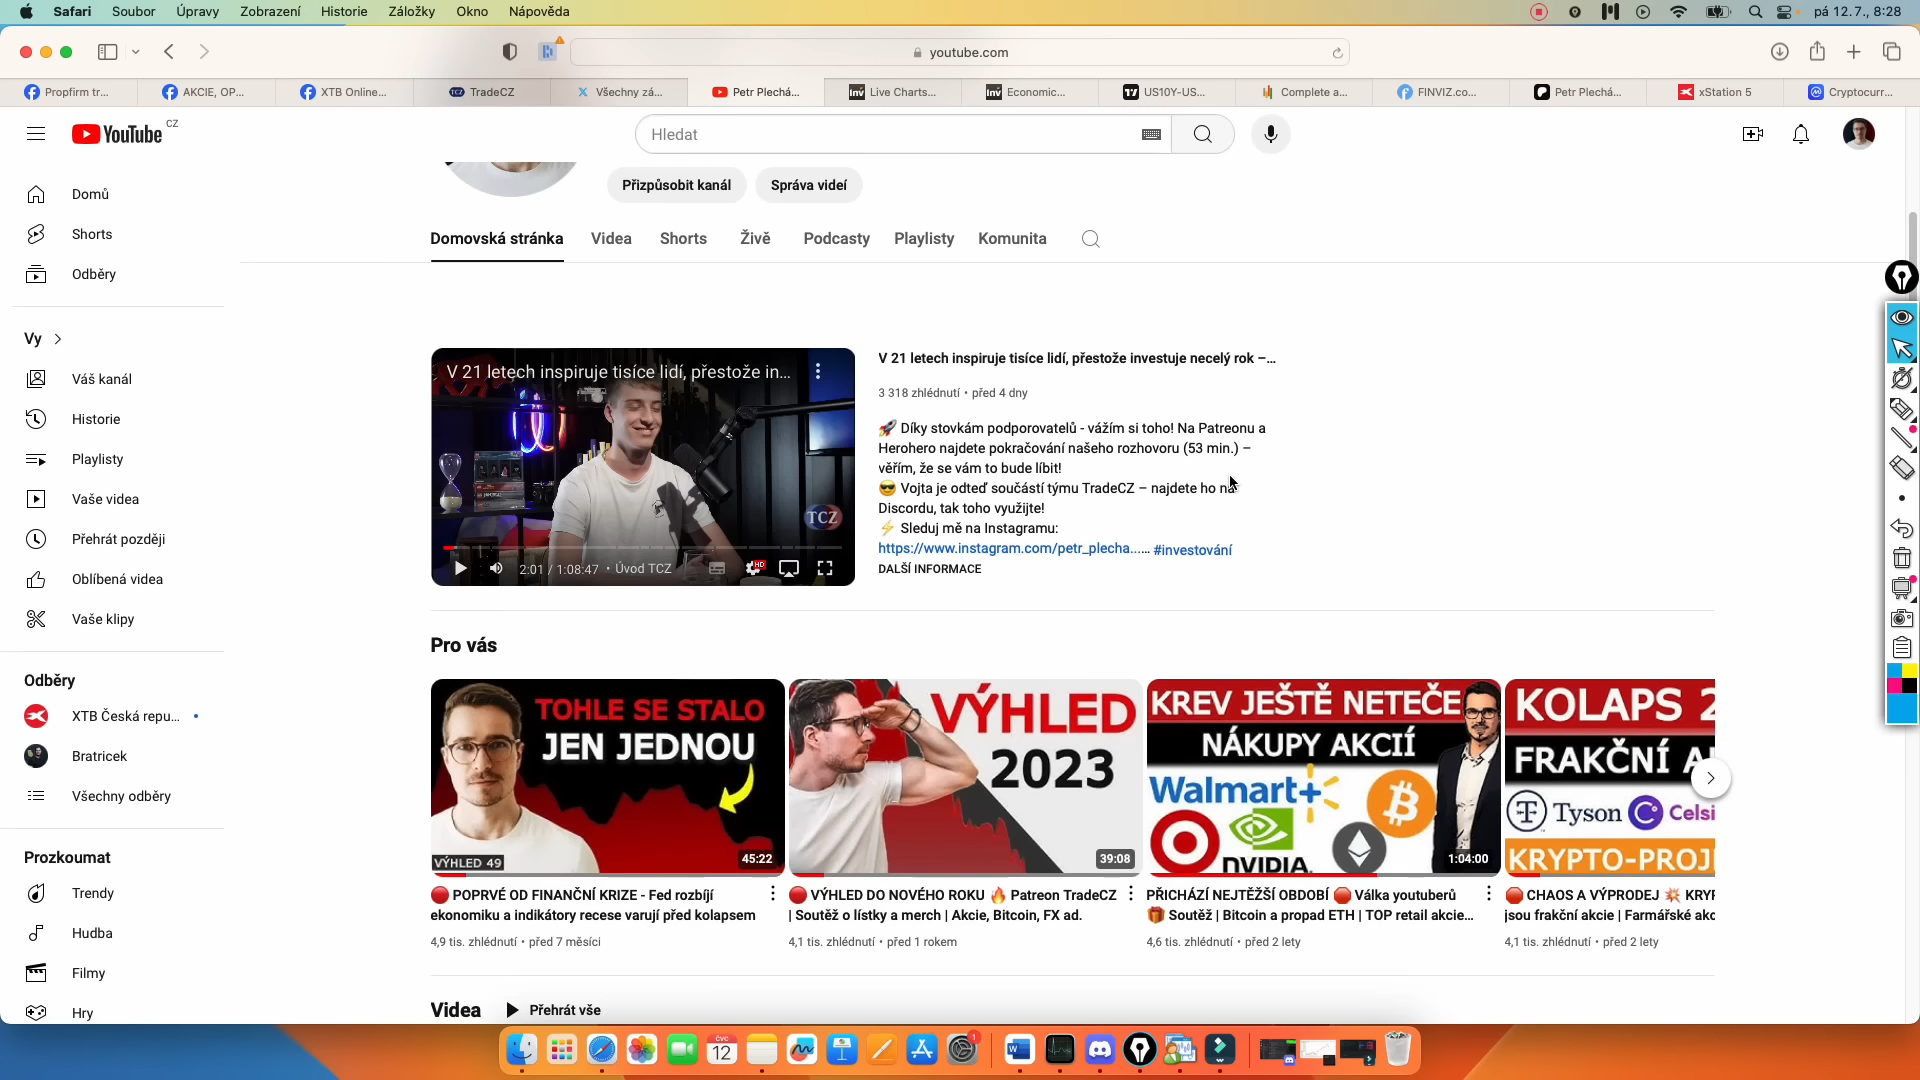 Safari Soubor Úpravy Zobrazení Historie Záložky Okno Nápověda
pá 12.7., 8:28
youtube.com
Propfirm tr...
AKCIE, OP...
XTB Online...
TradeCZ
Všechny zá...
Petr Plechá...
Live Charts...
Economic...
US10Y-US...
Complete a...
FINVIZ.co...
Petr Plechá...
xStation 5
Cryptocurr...
YouTube CZ
Hledat
Přizpůsobit kanál
Správa videí
Domovská stránka Videa Shorts Živě Podcasty Playlisty Komunita
Domů
Shorts
Odběry
Vy
Váš kanál
Historie
Playlisty
Vaše videa
Přehrát později
Oblíbená videa
Vaše klipy
Odběry
XTB Česká repu...
Bratricek
Všechny odběry
Prozkoumat
Trendy
Hudba
Filmy
Hry
V 21 letech inspiruje tisíce lidí, přestože in...
TCZ
2:01 / 1:08:47 • Úvod TCZ
HD
V 21 letech inspiruje tisíce lidí, přestože investuje necelý rok –...
3 318 zhlédnutí • před 4 dny
🚀 Díky stovkám podporovatelů - vážím si toho! Na Patreonu a
Herohero najdete pokračování našeho rozhovoru (53 min.) –
věřím, že se vám to bude líbit!
😎 Vojta je odteď součástí týmu TradeCZ – najdete ho na
Discordu, tak toho využijte!
⚡ Sleduj mě na Instagramu:
https://www.instagram.com/petr_plecha...... #investování
DALŠÍ INFORMACE
Pro vás
TOHLE SE STALO
JEN JEDNOU
VÝHLED 49
45:22
VÝHLED
2023
39:08
KREV JEŠTĚ NETEČE
NÁKUPY AKCIÍ
Walmart+
NVIDIA
1:04:00
KOLAPS 2
FRAKČNÍ A
Tyson Celsi
KRYPTO-PROJ
🛑 POPRVÉ OD FINANČNÍ KRIZE - Fed rozbíjí
ekonomiku a indikátory recese varují před kolapsem
4,9 tis. zhlédnutí • před 7 měsíci
🛑 VÝHLED DO NOVÉHO ROKU 🔥 Patreon TradeCZ
| Soutěž o lístky a merch | Akcie, Bitcoin, FX ad.
4,1 tis. zhlédnutí • před 1 rokem
PŘICHÁZÍ NEJTĚŽŠÍ OBDOBÍ 🛑 Válka youtuberů
🎁 Soutěž | Bitcoin a propad ETH | TOP retail akcie...
4,6 tis. zhlédnutí • před 2 lety
🛑 CHAOS A VÝPRODEJ 💥 KRYP
jsou frakční akcie | Farmářské akc
4,1 tis. zhlédnutí • před 2 lety
Videa
Přehrát vše
ČVC
12
1